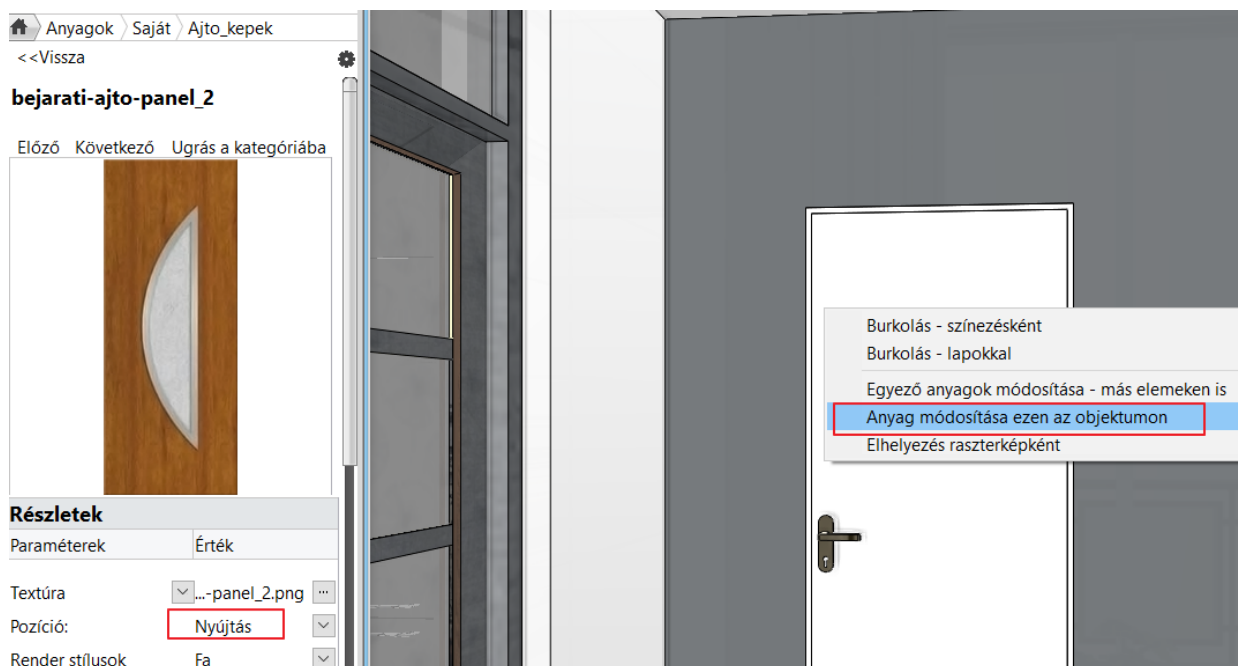 Anyagok Saját Ajto_kepek
<<Vissza
bejarati-ajto-panel_2
Előző Következő Ugrás a kategóriába
Részletek
Paraméterek Érték
Textúra ...-panel_2.png ...
Pozíció: Nyújtás
Render stílusok Fa
Burkolás - színezésként
Burkolás - lapokkal
Egyező anyagok módosítása - más elemeken is
Anyag módosítása ezen az objektumon
Elhelyezés raszterképként